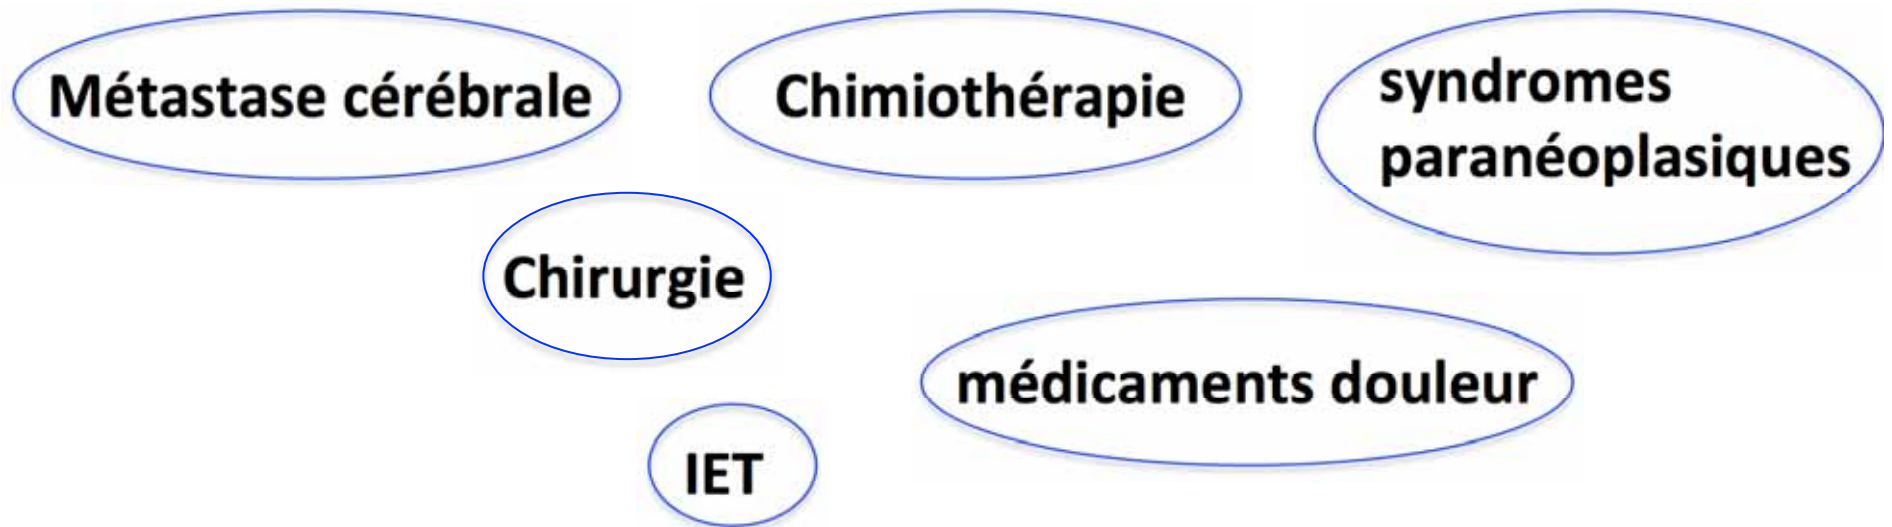 Métastase cérébrale
Chimiothérapie
syndromes
paranéoplasiques
Chirurgie
médicaments douleur
IET